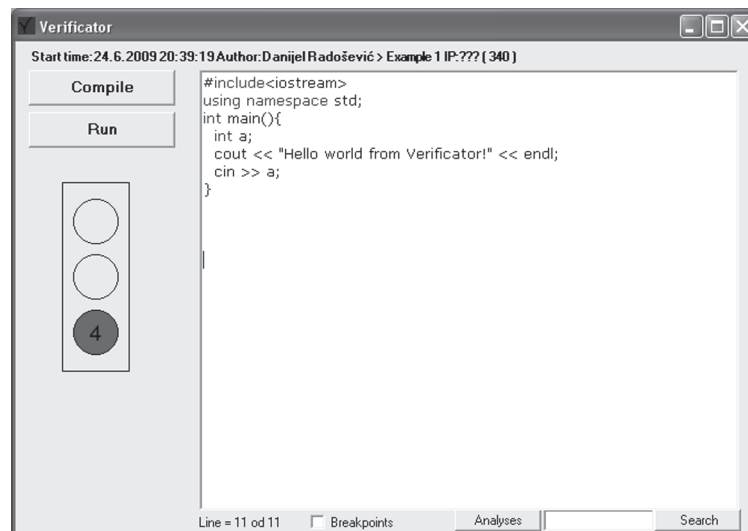 Verificator
Start time:24.6.2009 20:39:19 Author:Danijel Radošević > Example 1 IP:??? ( 340 )
Compile
Run
4
#include<iostream>
using namespace std;
int main(){
int a;
cout << "Hello world from Verificator!" << endl;
cin >> a;
}
Line = 11 od 11 Breakpoints Analyses Search